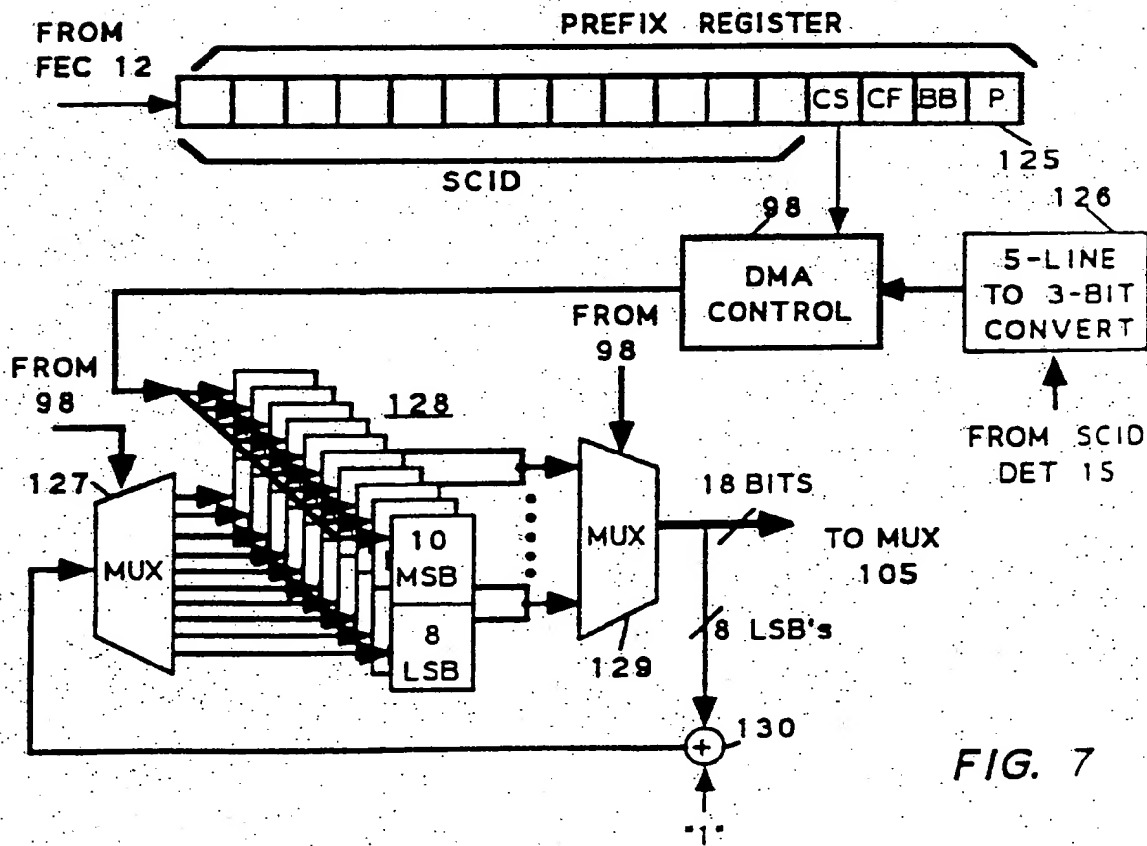 PREFIX REGISTER
FROM
FEC 12
CS CF BB P
125
SCID
98
126
DMA
CONTROL
5-LINE
TO 3-BIT
CONVERT
FROM
98
FROM
98
128
FROM SCID
DET 15
127
18 BITS
MUX
10
MSB
8
LSB
MUX
TO MUX
105
8 LSB's
129
+
130
"1"
FIG. 7